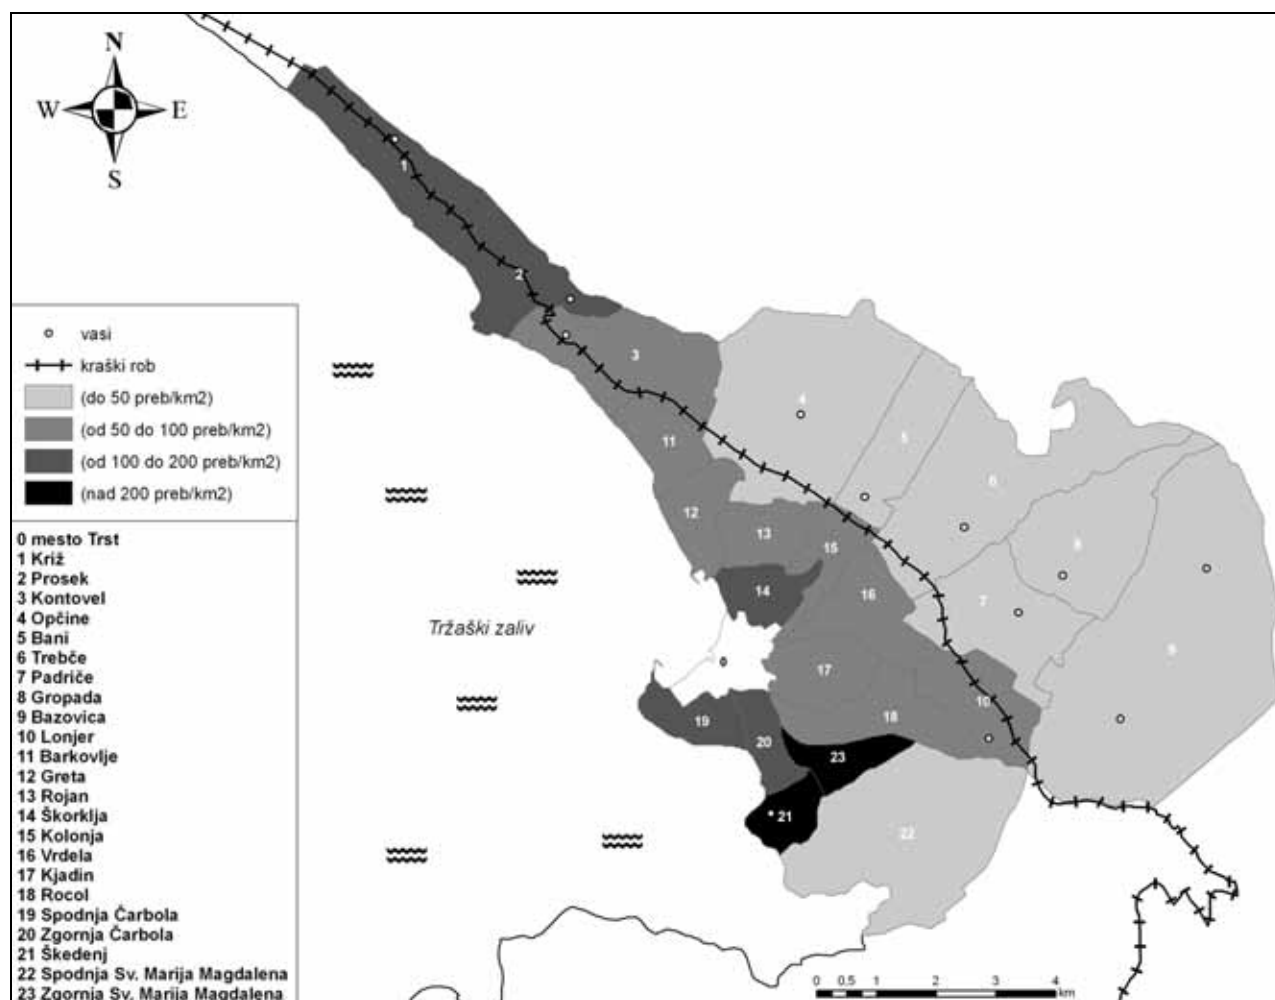 N
W
E
S
1
2
3
4
5
6
7
8
9
10
11
12
13
14
15
16
17
18
19
20
21
22
23
0
Tržaški zaliv
vasi
kraški rob
(do 50 preb/km2)
(od 50 do 100 preb/km2)
(od 100 do 200 preb/km2)
(nad 200 preb/km2)
0 mesto Trst
1 Križ
2 Prosek
3 Kontovel
4 Opčine
5 Bani
6 Trebče
7 Padriče
8 Gropada
9 Bazovica
10 Lonjer
11 Barkovlje
12 Greta
13 Rojan
14 Škorklja
15 Kolonja
16 Vrdela
17 Kjadin
18 Rocol
19 Spodnja Čarbola
20 Zgornja Čarbola
21 Škedenj
22 Spodnja Sv. Marija Magdalena
23 Zgornja Sv. Marija Magdalena
0 0,5 1 2 3 4
km